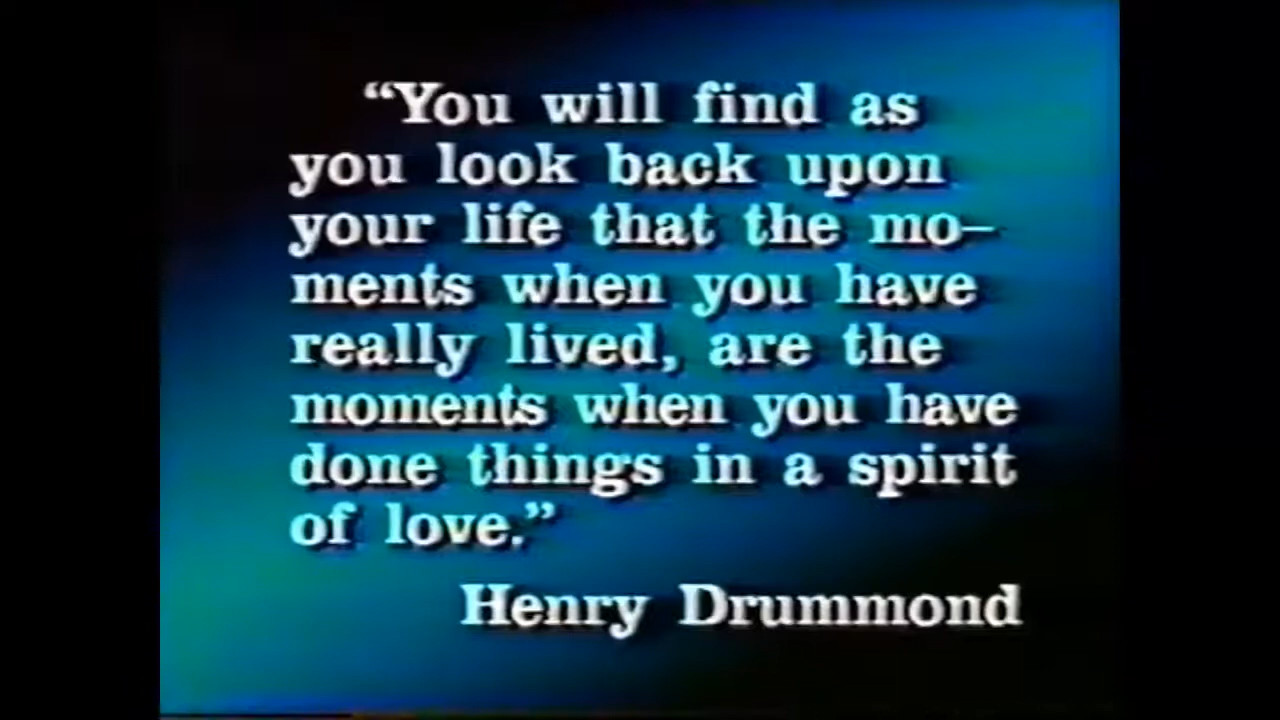 “You will find as
you look back upon
your life that the mo–
ments when you have
really lived, are the
moments when you have
done things in a spirit
of love.”
Henry Drummond